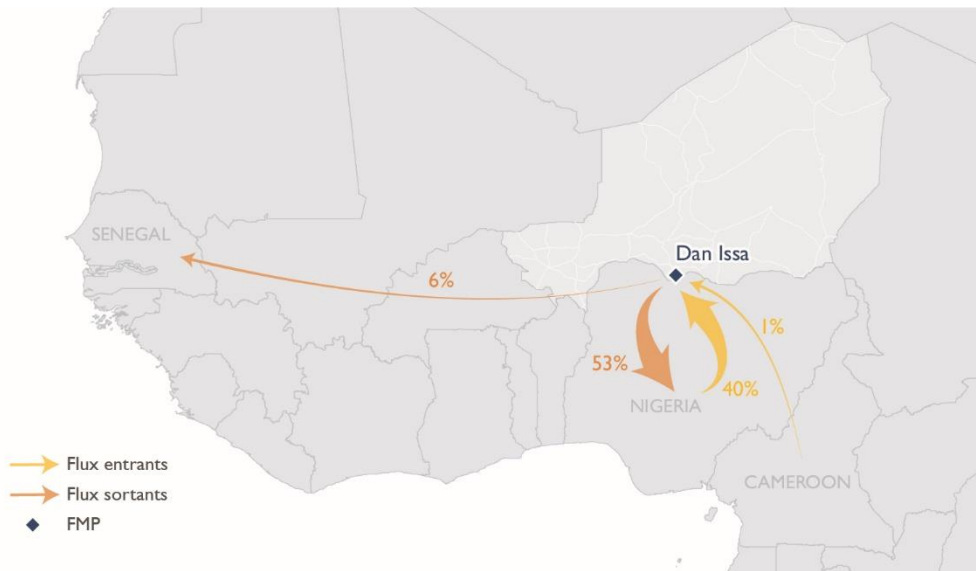 SENEGAL
Dan Issa
6%
1%
53%
40%
NIGERIA
CAMEROON
Flux entrants
Flux sortants
FMP